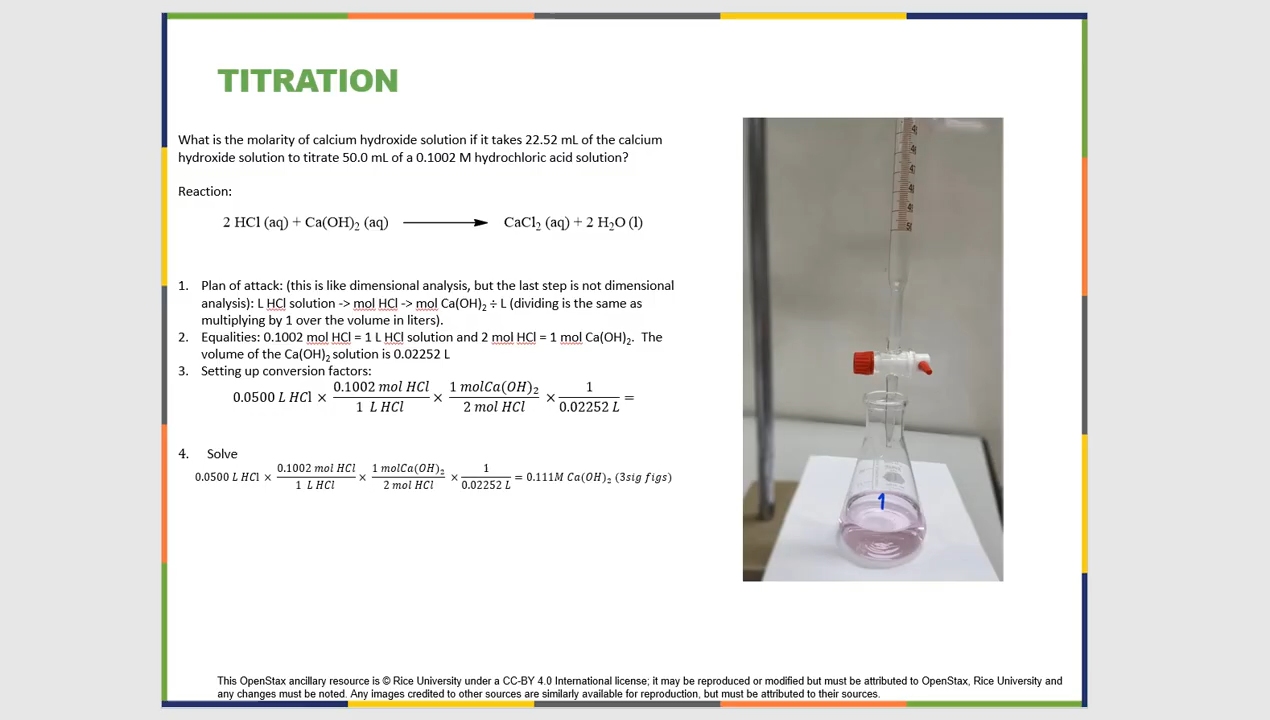 TITRATION
What is the molarity of calcium hydroxide solution if it takes 22.52 mL of the calcium
hydroxide solution to titrate 50.0 mL of a 0.1002 M hydrochloric acid solution?
Reaction:
2 HCl (aq) + Ca(OH)₂ (aq) ⟶ CaCl₂ (aq) + 2 H₂O (l)
1. Plan of attack: (this is like dimensional analysis, but the last step is not dimensional
analysis): L HCl solution -> mol HCl -> mol Ca(OH)₂ ÷ L (dividing is the same as
multiplying by 1 over the volume in liters).
2. Equalities: 0.1002 mol HCl = 1 L HCl solution and 2 mol HCl = 1 mol Ca(OH)₂. The
volume of the Ca(OH)₂ solution is 0.02252 L
3. Setting up conversion factors:
0.0500 L HCl × 0.1002 mol HCl / 1 L HCl × 1 molCa(OH)₂ / 2 mol HCl × 1 / 0.02252 L =
4. Solve
0.0500 L HCl × 0.1002 mol HCl / 1 L HCl × 1 molCa(OH)₂ / 2 mol HCl × 1 / 0.02252 L = 0.111M Ca(OH)₂ (3sig figs)
1
This OpenStax ancillary resource is © Rice University under a CC-BY 4.0 International license; it may be reproduced or modified but must be attributed to OpenStax, Rice University and
any changes must be noted. Any images credited to other sources are similarly available for reproduction, but must be attributed to their sources.